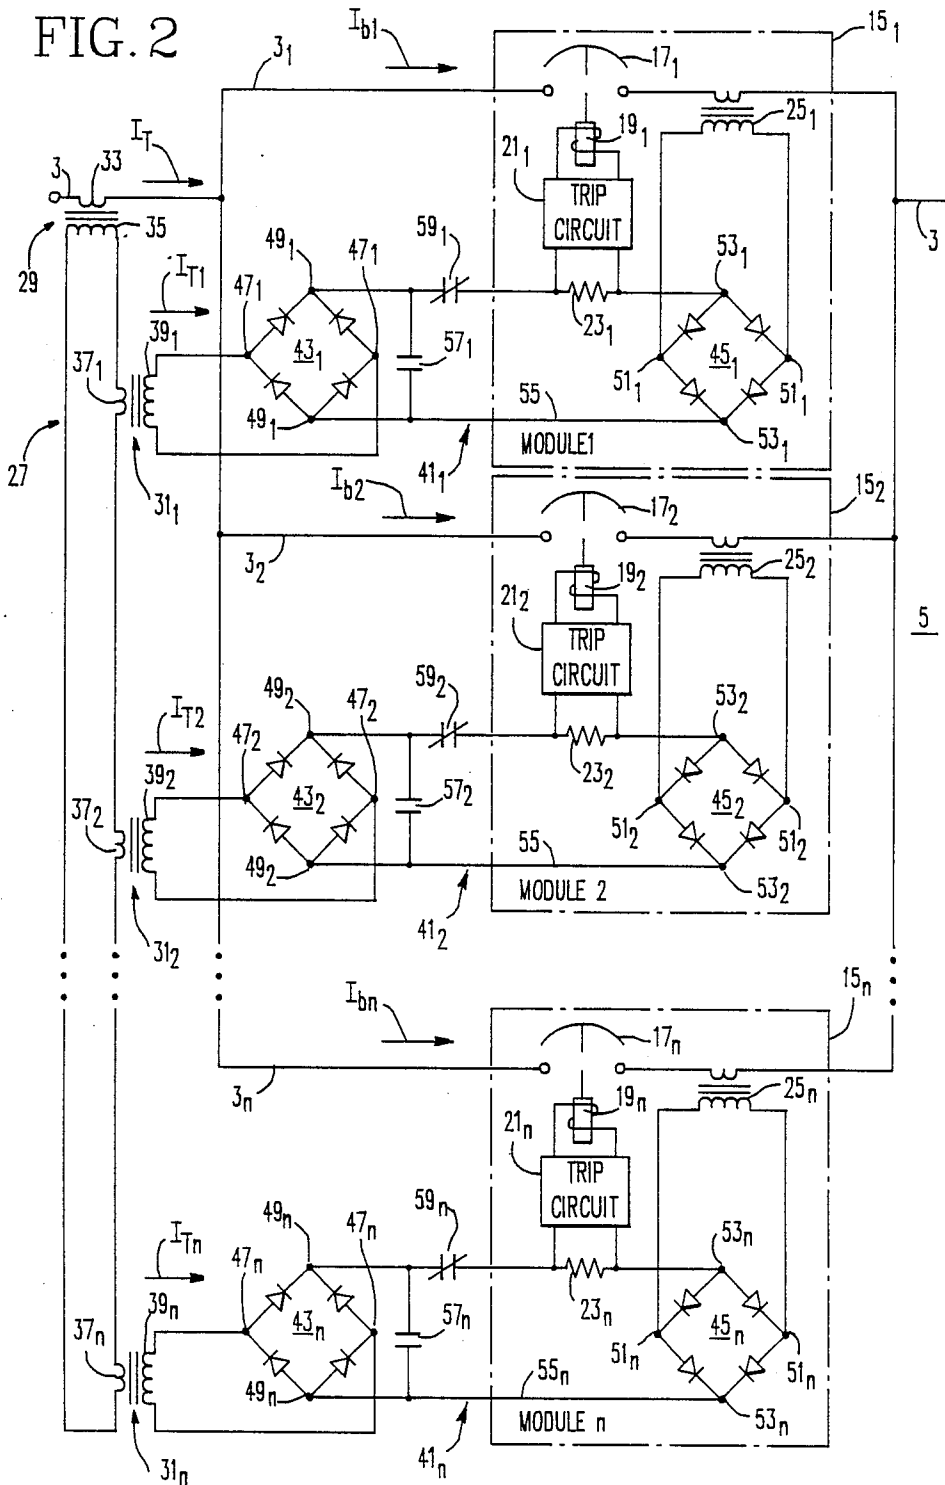 FIG. 2
I_b1
15_1
3_1
17_1
I_T
25_1
19_1
21_1
3
33
TRIP
CIRCUIT
35
3
29
59_1
53_1
49_1
47_1
I_T1
47_1
39_1
23_1
43_1
57_1
45_1
37_1
51_1
51_1
55
49_1
MODULE1
53_1
27
41_1
31_1
I_b2
15_2
17_2
3_2
25_2
19_2
21_2
5
TRIP
CIRCUIT
59_2
49_2
47_2
53_2
I_T2
47_2
39_2
23_2
43_2
57_2
45_2
37_2
51_2
51_2
55
49_2
MODULE 2
53_2
41_2
31_2
I_bn
15_n
17_n
3_n
25_n
19_n
21_n
TRIP
CIRCUIT
59_n
49_n
47_n
53_n
I_Tn
47_n
39_n
23_n
43_n
57_n
45_n
37_n
51_n
51_n
55_n
49_n
MODULE n
53_n
41_n
31_n